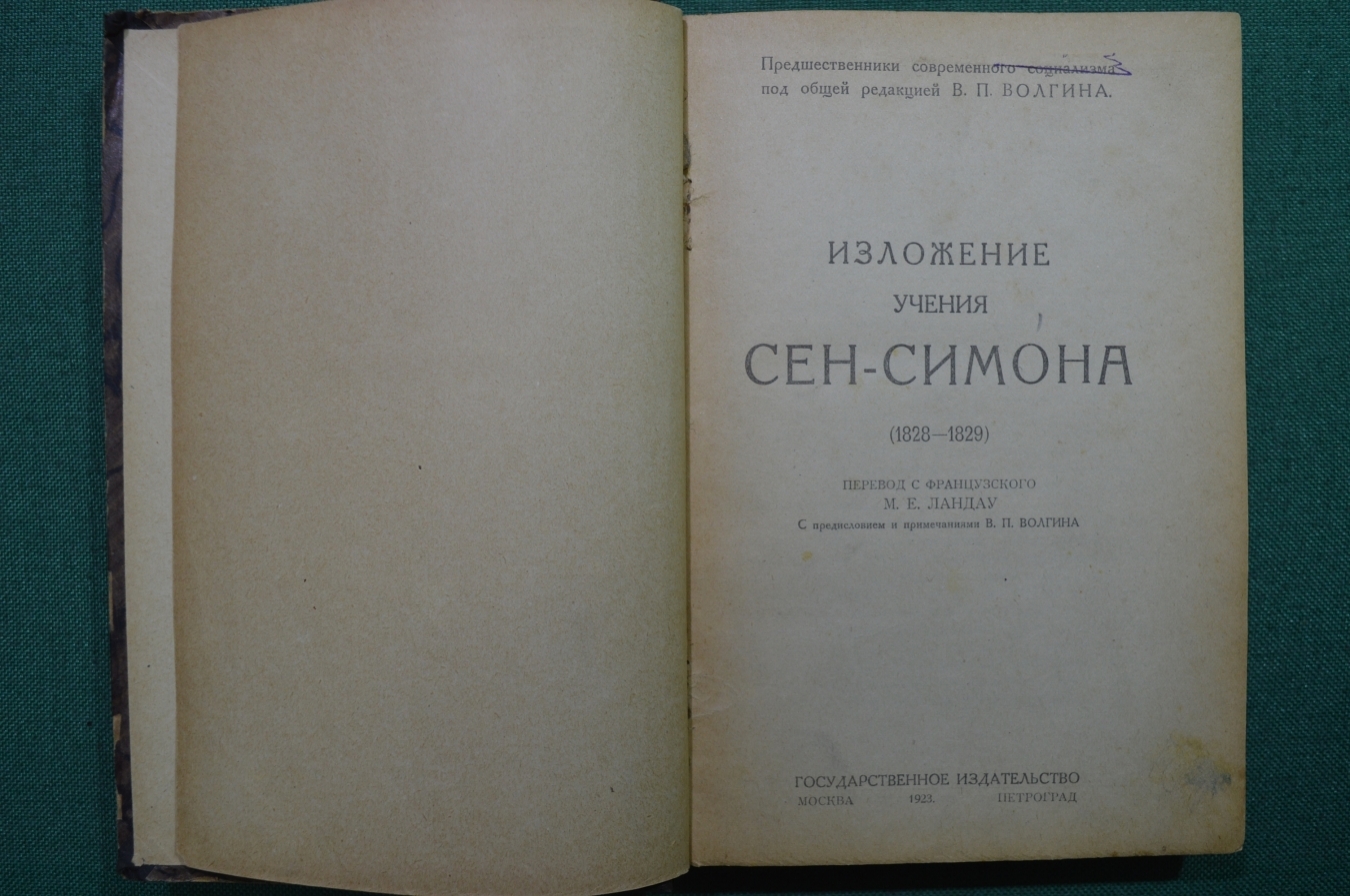 Предшественники современного социализма
под общей редакцией В. П. ВОЛГИНА.
ИЗЛОЖЕНИЕ
УЧЕНИЯ
СЕН-СИМОНА
(1828—1829)
ПЕРЕВОД С ФРАНЦУЗСКОГО
М. Е. ЛАНДАУ
С предисловием и примечаниями В. П. ВОЛГИНА
ГОСУДАРСТВЕННОЕ ИЗДАТЕЛЬСТВО
МОСКВА 1923. ПЕТРОГРАД